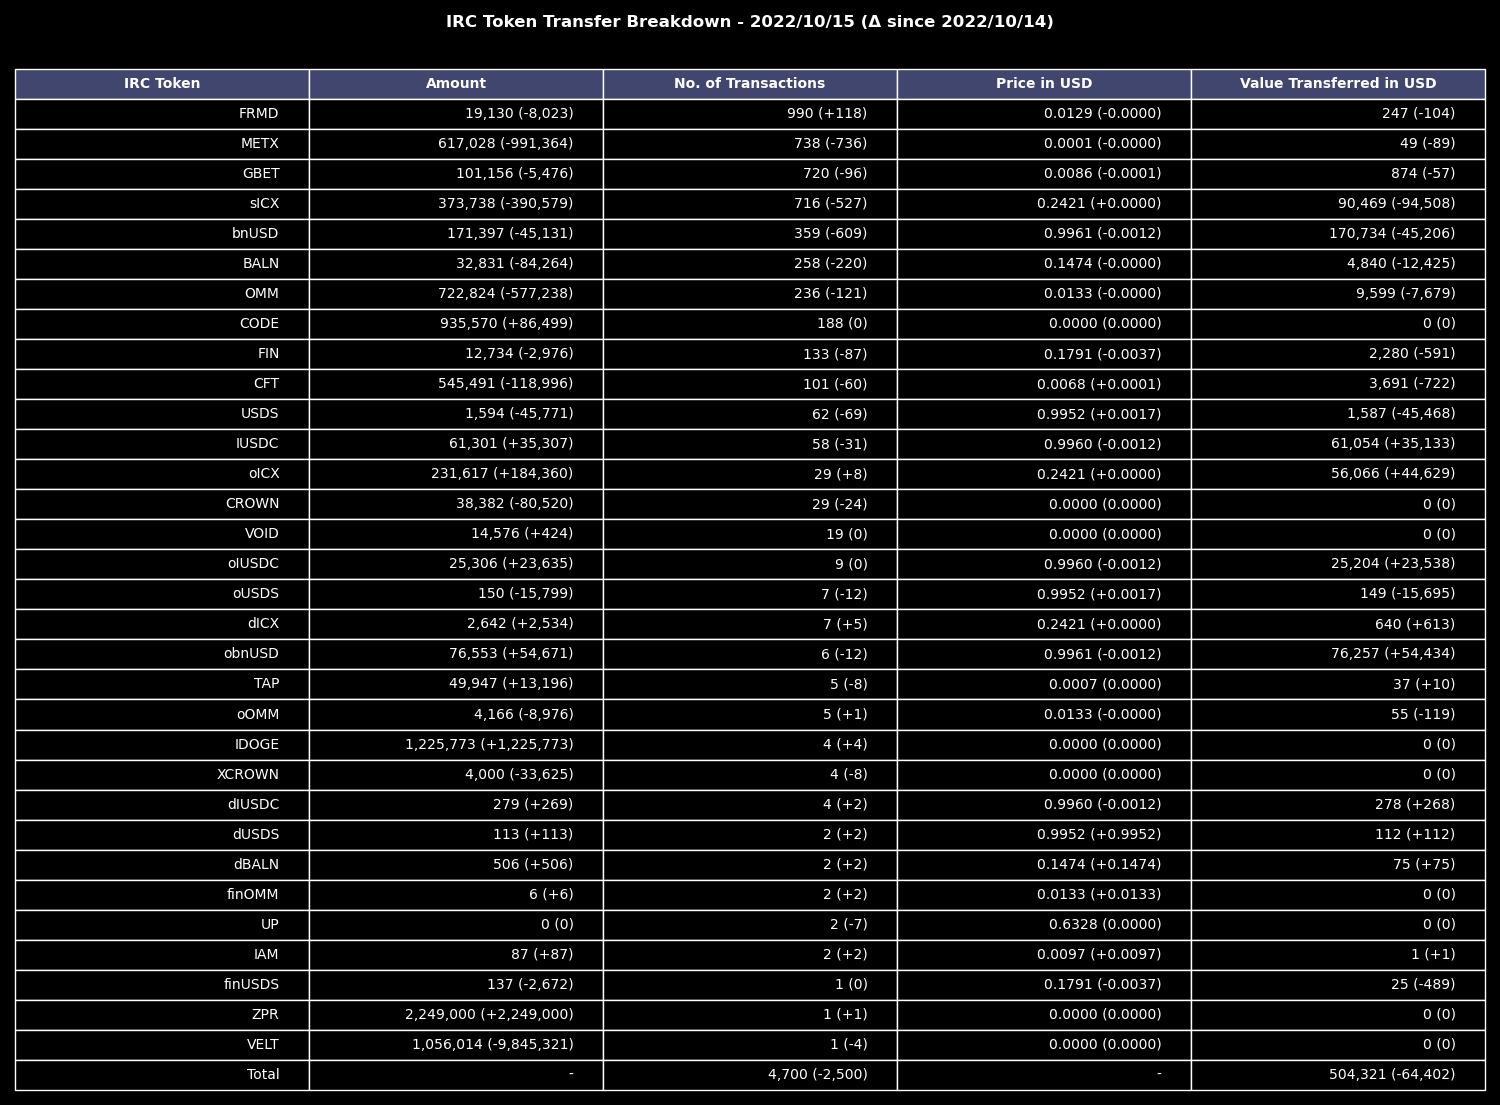 IRC Token Transfer Breakdown - 2022/10/15 (Δ since 2022/10/14)
IRC Token Amount No. of Transactions Price in USD Value Transferred in USD
FRMD 19,130 (-8,023) 990 (+118) 0.0129 (-0.0000) 247 (-104)
METX 617,028 (-991,364) 738 (-736) 0.0001 (-0.0000) 49 (-89)
GBET 101,156 (-5,476) 720 (-96) 0.0086 (-0.0001) 874 (-57)
sICX 373,738 (-390,579) 716 (-527) 0.2421 (+0.0000) 90,469 (-94,508)
bnUSD 171,397 (-45,131) 359 (-609) 0.9961 (-0.0012) 170,734 (-45,206)
BALN 32,831 (-84,264) 258 (-220) 0.1474 (-0.0000) 4,840 (-12,425)
OMM 722,824 (-577,238) 236 (-121) 0.0133 (-0.0000) 9,599 (-7,679)
CODE 935,570 (+86,499) 188 (0) 0.0000 (0.0000) 0 (0)
FIN 12,734 (-2,976) 133 (-87) 0.1791 (-0.0037) 2,280 (-591)
CFT 545,491 (-118,996) 101 (-60) 0.0068 (+0.0001) 3,691 (-722)
USDS 1,594 (-45,771) 62 (-69) 0.9952 (+0.0017) 1,587 (-45,468)
IUSDC 61,301 (+35,307) 58 (-31) 0.9960 (-0.0012) 61,054 (+35,133)
oICX 231,617 (+184,360) 29 (+8) 0.2421 (+0.0000) 56,066 (+44,629)
CROWN 38,382 (-80,520) 29 (-24) 0.0000 (0.0000) 0 (0)
VOID 14,576 (+424) 19 (0) 0.0000 (0.0000) 0 (0)
oIUSDC 25,306 (+23,635) 9 (0) 0.9960 (-0.0012) 25,204 (+23,538)
oUSDS 150 (-15,799) 7 (-12) 0.9952 (+0.0017) 149 (-15,695)
dICX 2,642 (+2,534) 7 (+5) 0.2421 (+0.0000) 640 (+613)
obnUSD 76,553 (+54,671) 6 (-12) 0.9961 (-0.0012) 76,257 (+54,434)
TAP 49,947 (+13,196) 5 (-8) 0.0007 (0.0000) 37 (+10)
oOMM 4,166 (-8,976) 5 (+1) 0.0133 (-0.0000) 55 (-119)
IDOGE 1,225,773 (+1,225,773) 4 (+4) 0.0000 (0.0000) 0 (0)
XCROWN 4,000 (-33,625) 4 (-8) 0.0000 (0.0000) 0 (0)
dIUSDC 279 (+269) 4 (+2) 0.9960 (-0.0012) 278 (+268)
dUSDS 113 (+113) 2 (+2) 0.9952 (+0.9952) 112 (+112)
dBALN 506 (+506) 2 (+2) 0.1474 (+0.1474) 75 (+75)
finOMM 6 (+6) 2 (+2) 0.0133 (+0.0133) 0 (0)
UP 0 (0) 2 (-7) 0.6328 (0.0000) 0 (0)
IAM 87 (+87) 2 (+2) 0.0097 (+0.0097) 1 (+1)
finUSDS 137 (-2,672) 1 (0) 0.1791 (-0.0037) 25 (-489)
ZPR 2,249,000 (+2,249,000) 1 (+1) 0.0000 (0.0000) 0 (0)
VELT 1,056,014 (-9,845,321) 1 (-4) 0.0000 (0.0000) 0 (0)
Total - 4,700 (-2,500) - 504,321 (-64,402)